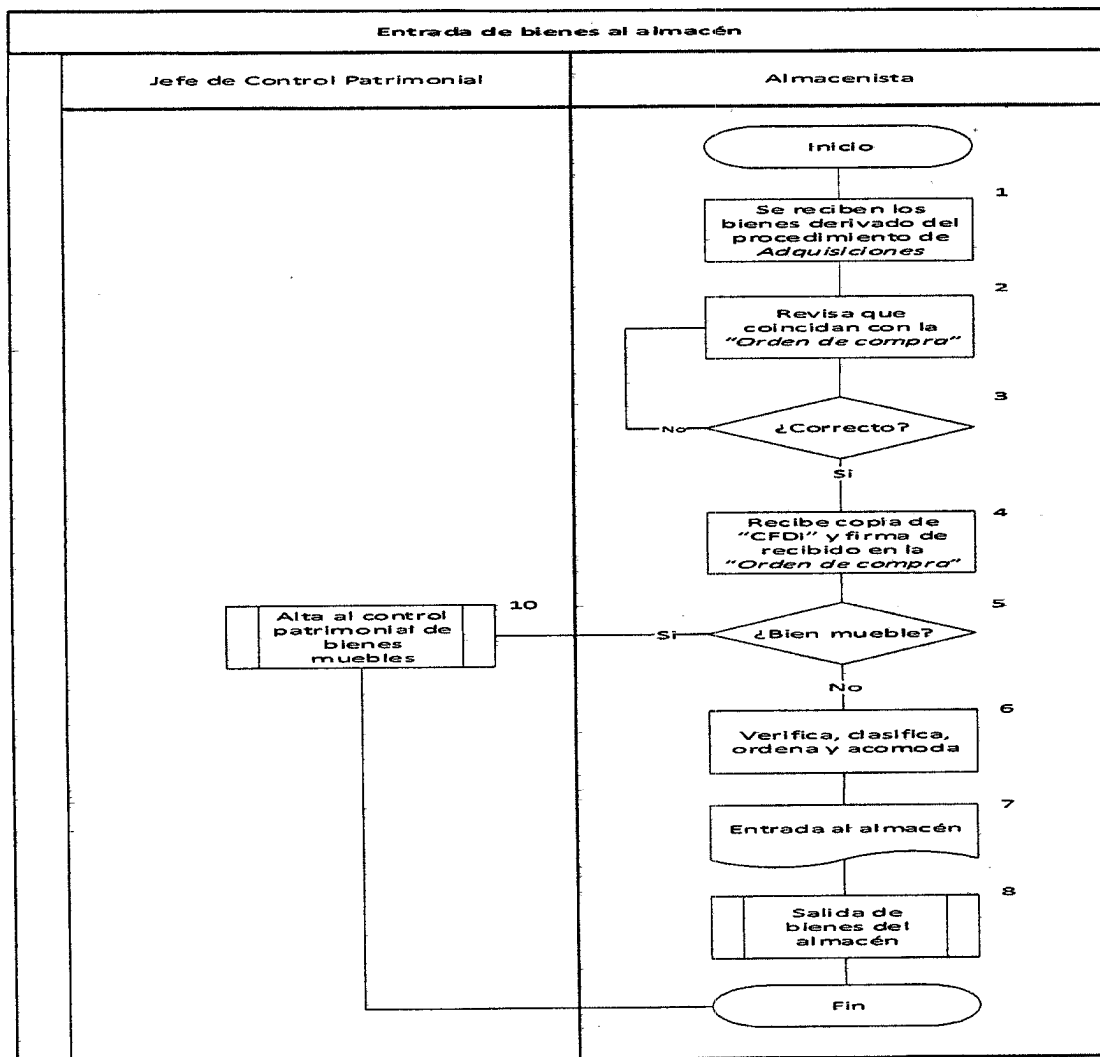 Entrada de bienes al almacén
Jefe de Control Patrimonial
Almacenista
Inicio
1
Se reciben los
bienes derivado del
procedimiento de
Adquisiciones
2
Revisa que
coincidan con la
"Orden de compra"
3
¿Correcto?
No
Si
4
Recibe copia de
"CFDI" y firma de
recibido en la
"Orden de compra"
5
¿Bien mueble?
Si
10
Alta al control
patrimonial de
bienes
muebles
No
6
Verifica, clasifica,
ordena y acomoda
7
Entrada al almacén
8
Salida de
bienes del
almacén
Fin